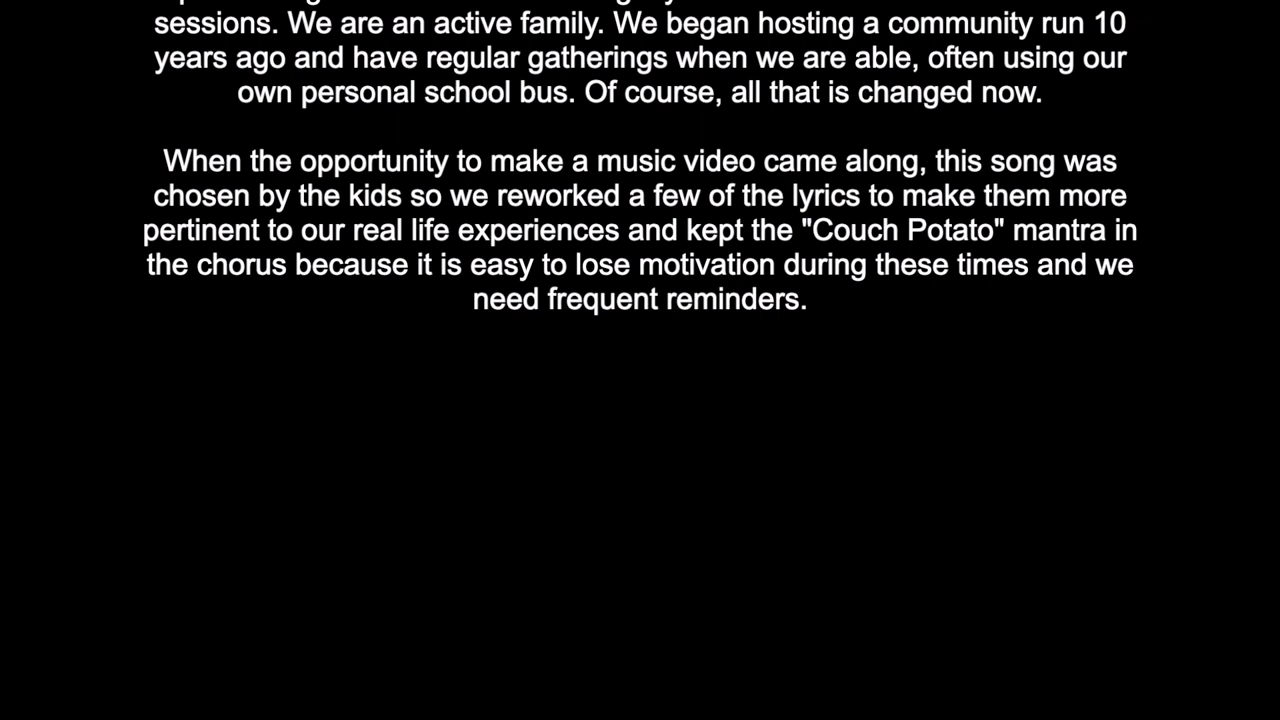 sessions. We are an active family. We began hosting a community run 10
years ago and have regular gatherings when we are able, often using our
own personal school bus. Of course, all that is changed now.
When the opportunity to make a music video came along, this song was
chosen by the kids so we reworked a few of the lyrics to make them more
pertinent to our real life experiences and kept the "Couch Potato" mantra in
the chorus because it is easy to lose motivation during these times and we
need frequent reminders.